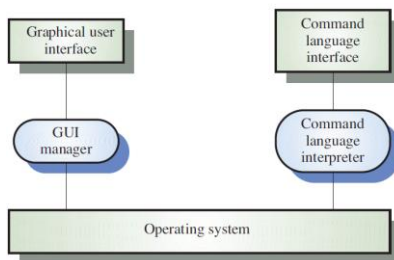 Graphical user
interface
Command
language
interface
GUI
manager
Command
language
interpreter
Operating system